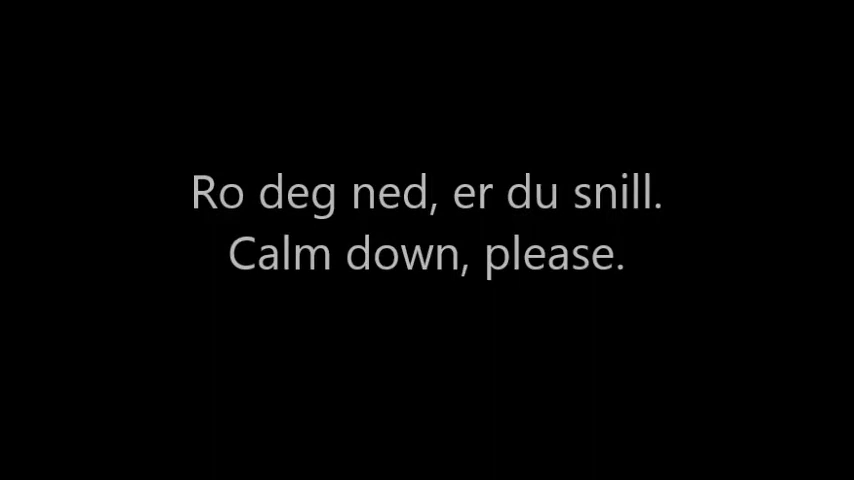 Ro deg ned, er du snill.
Calm down, please.